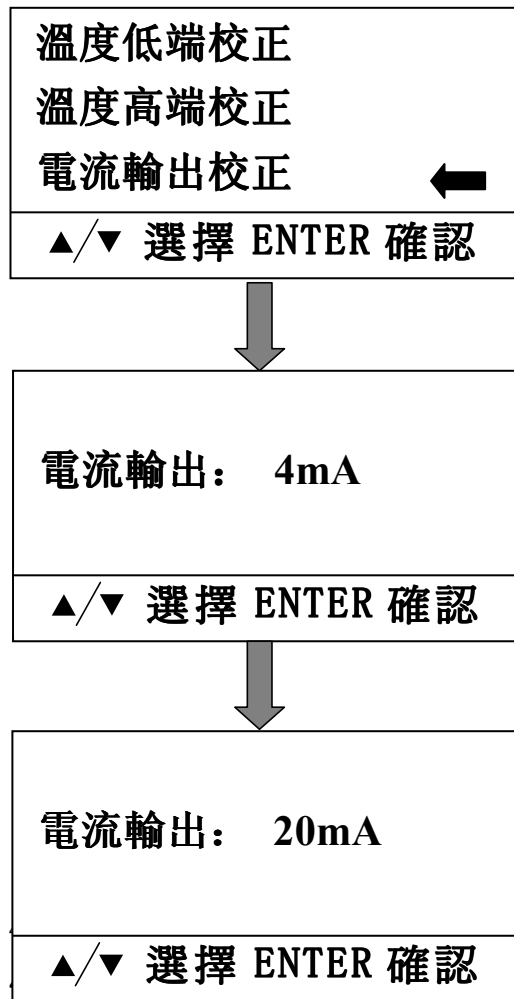 溫度低端校正
溫度高端校正
電流輸出校正
▲/▼ 選擇 ENTER 確認
電流輸出： 4mA
▲/▼ 選擇 ENTER 確認
電流輸出： 20mA
▲/▼ 選擇 ENTER 確認